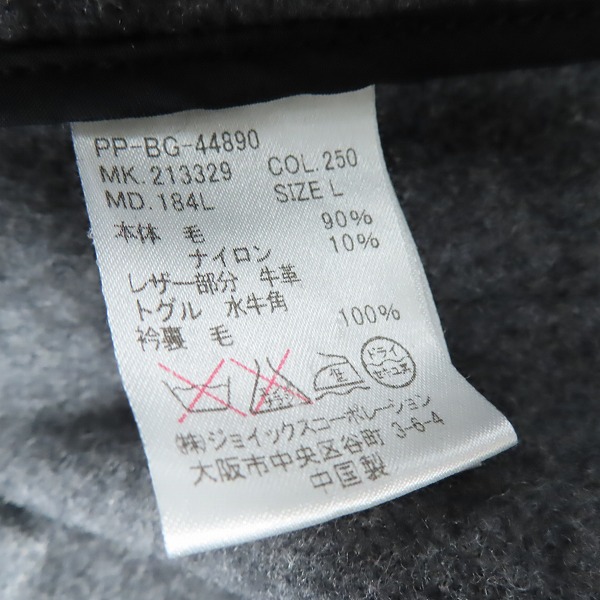 PP-BG-44890
MK.213329 COL.250
MD.184L SIZE L
本体 毛 90%
ナイロン 10%
レザー部分 牛革
トグル 水牛角
衿裏 毛 100%
ドライ
(株)ジョイックスコーポレーション
大阪市中央区谷町 3-6-4
中国製